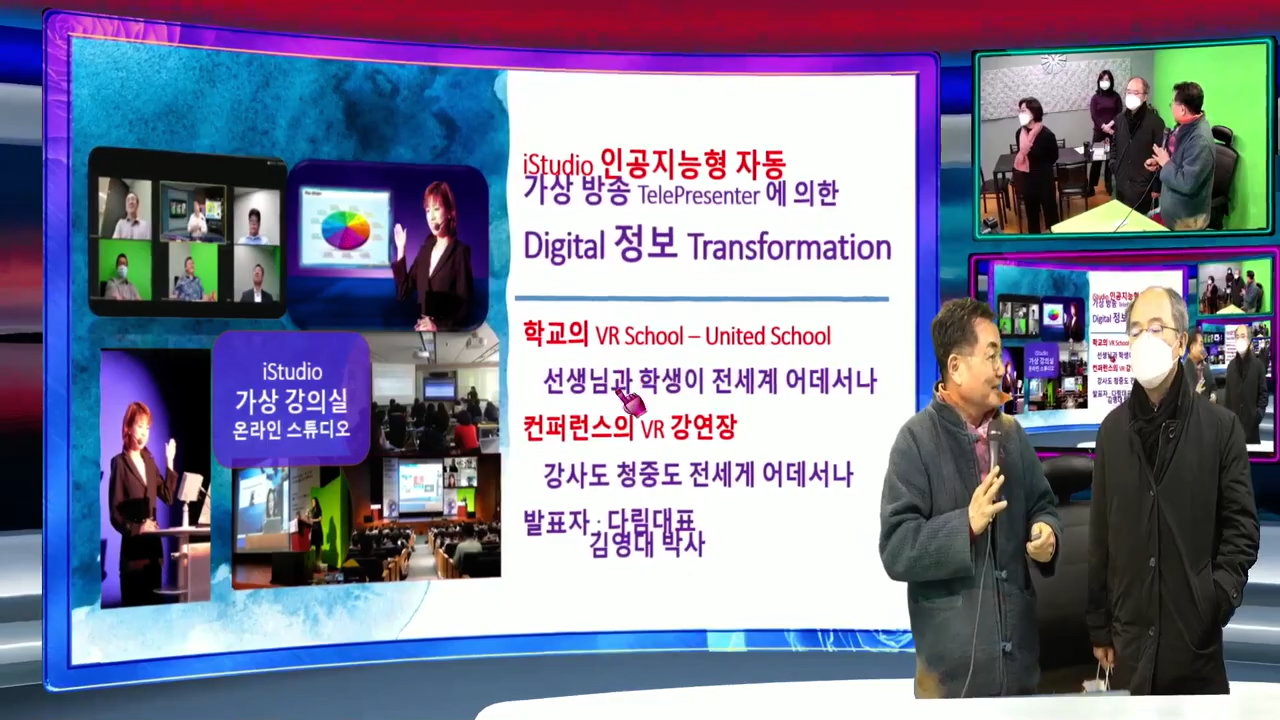 iStudio 인공지능형 자동
가상 방송 TelePresenter 에 의한
Digital 정보 Transformation
학교의 VR School – United School
선생님과 학생이 전세계 어데서나
컨퍼런스의 VR 강연장
강사도 청중도 전세게 어데서나
발표자 : 다림대표
김영대 박사
iStudio
가상 강의실
온라인 스튜디오